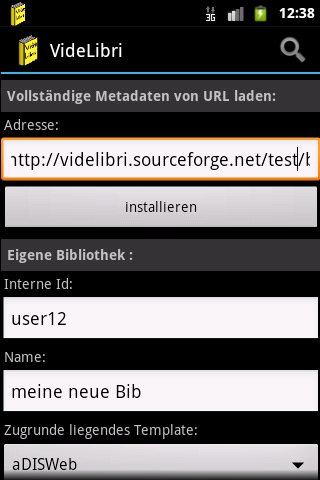 3G
12:38
VideLibri
Vollständige Metadaten von URL laden:
Adresse:
http://videlibri.sourceforge.net/test/b
installieren
Eigene Bibliothek :
Interne Id:
user12
Name:
meine neue Bib
Zugrunde liegendes Template:
aDISWeb